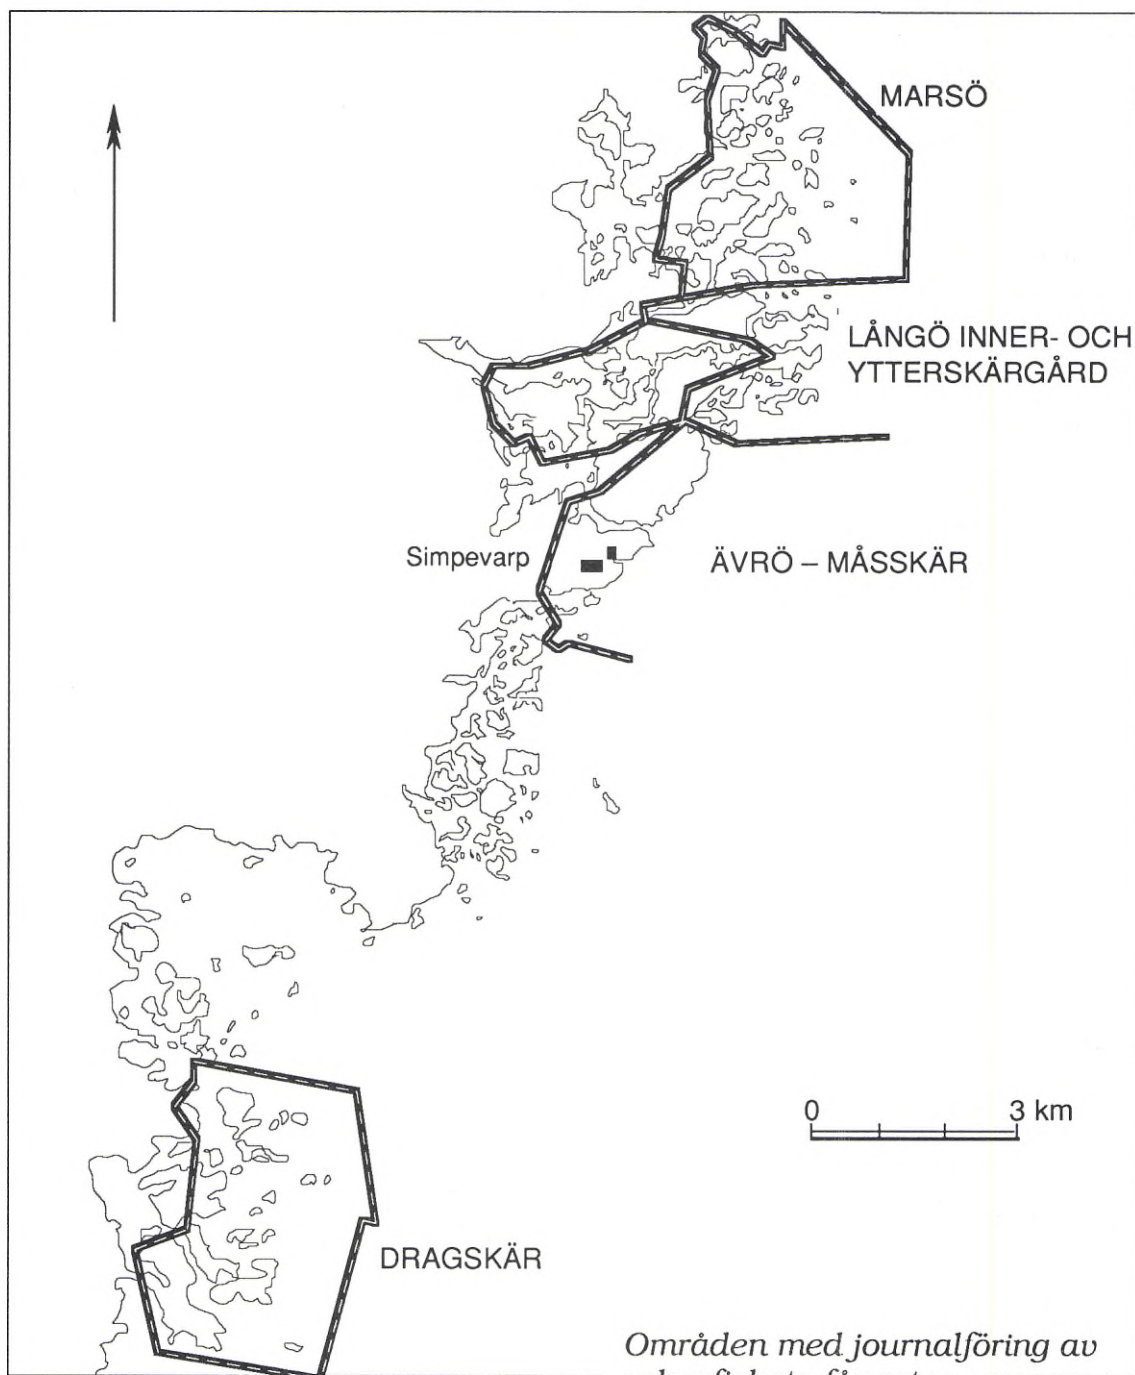 MARSÖ
LÅNGÖ INNER- OCH
YTTERSKÄRGÅRD
Simpevarp
ÄVRÖ – MÅSSKÄR
0 3 km
DRAGSKÄR
Områden med journalföring av